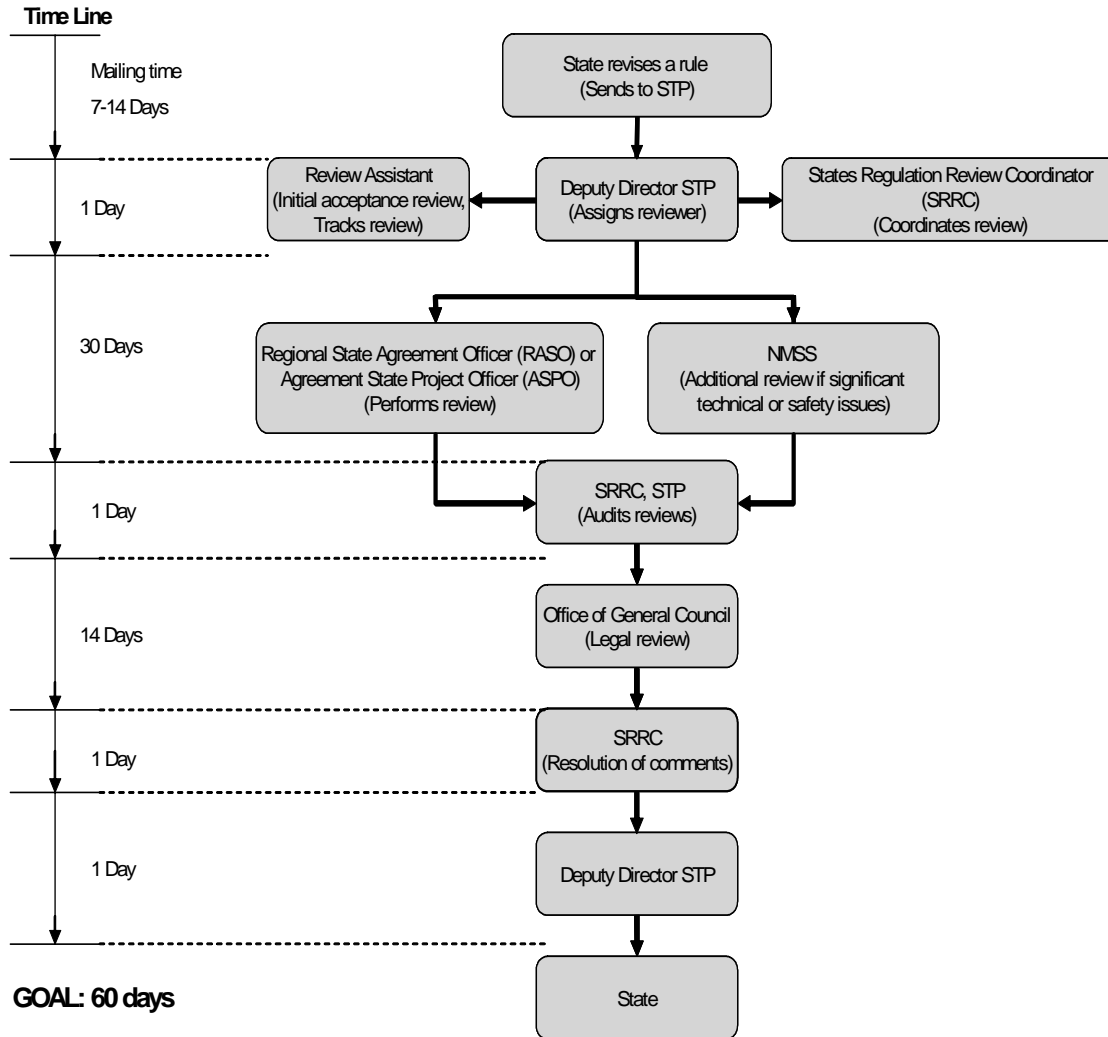 Time Line
Mailing time
7-14 Days
State revises a rule
(Sends to STP)
1 Day
Review Assistant
(Initial acceptance review,
Tracks review)
Deputy Director STP
(Assigns reviewer)
States Regulation Review Coordinator
(SRRC)
(Coordinates review)
30 Days
Regional State Agreement Officer (RASO) or
Agreement State Project Officer (ASPO)
(Performs review)
NMSS
(Additional review if significant
technical or safety issues)
1 Day
SRRC, STP
(Audits reviews)
14 Days
Office of General Council
(Legal review)
1 Day
SRRC
(Resolution of comments)
1 Day
Deputy Director STP
GOAL: 60 days
State